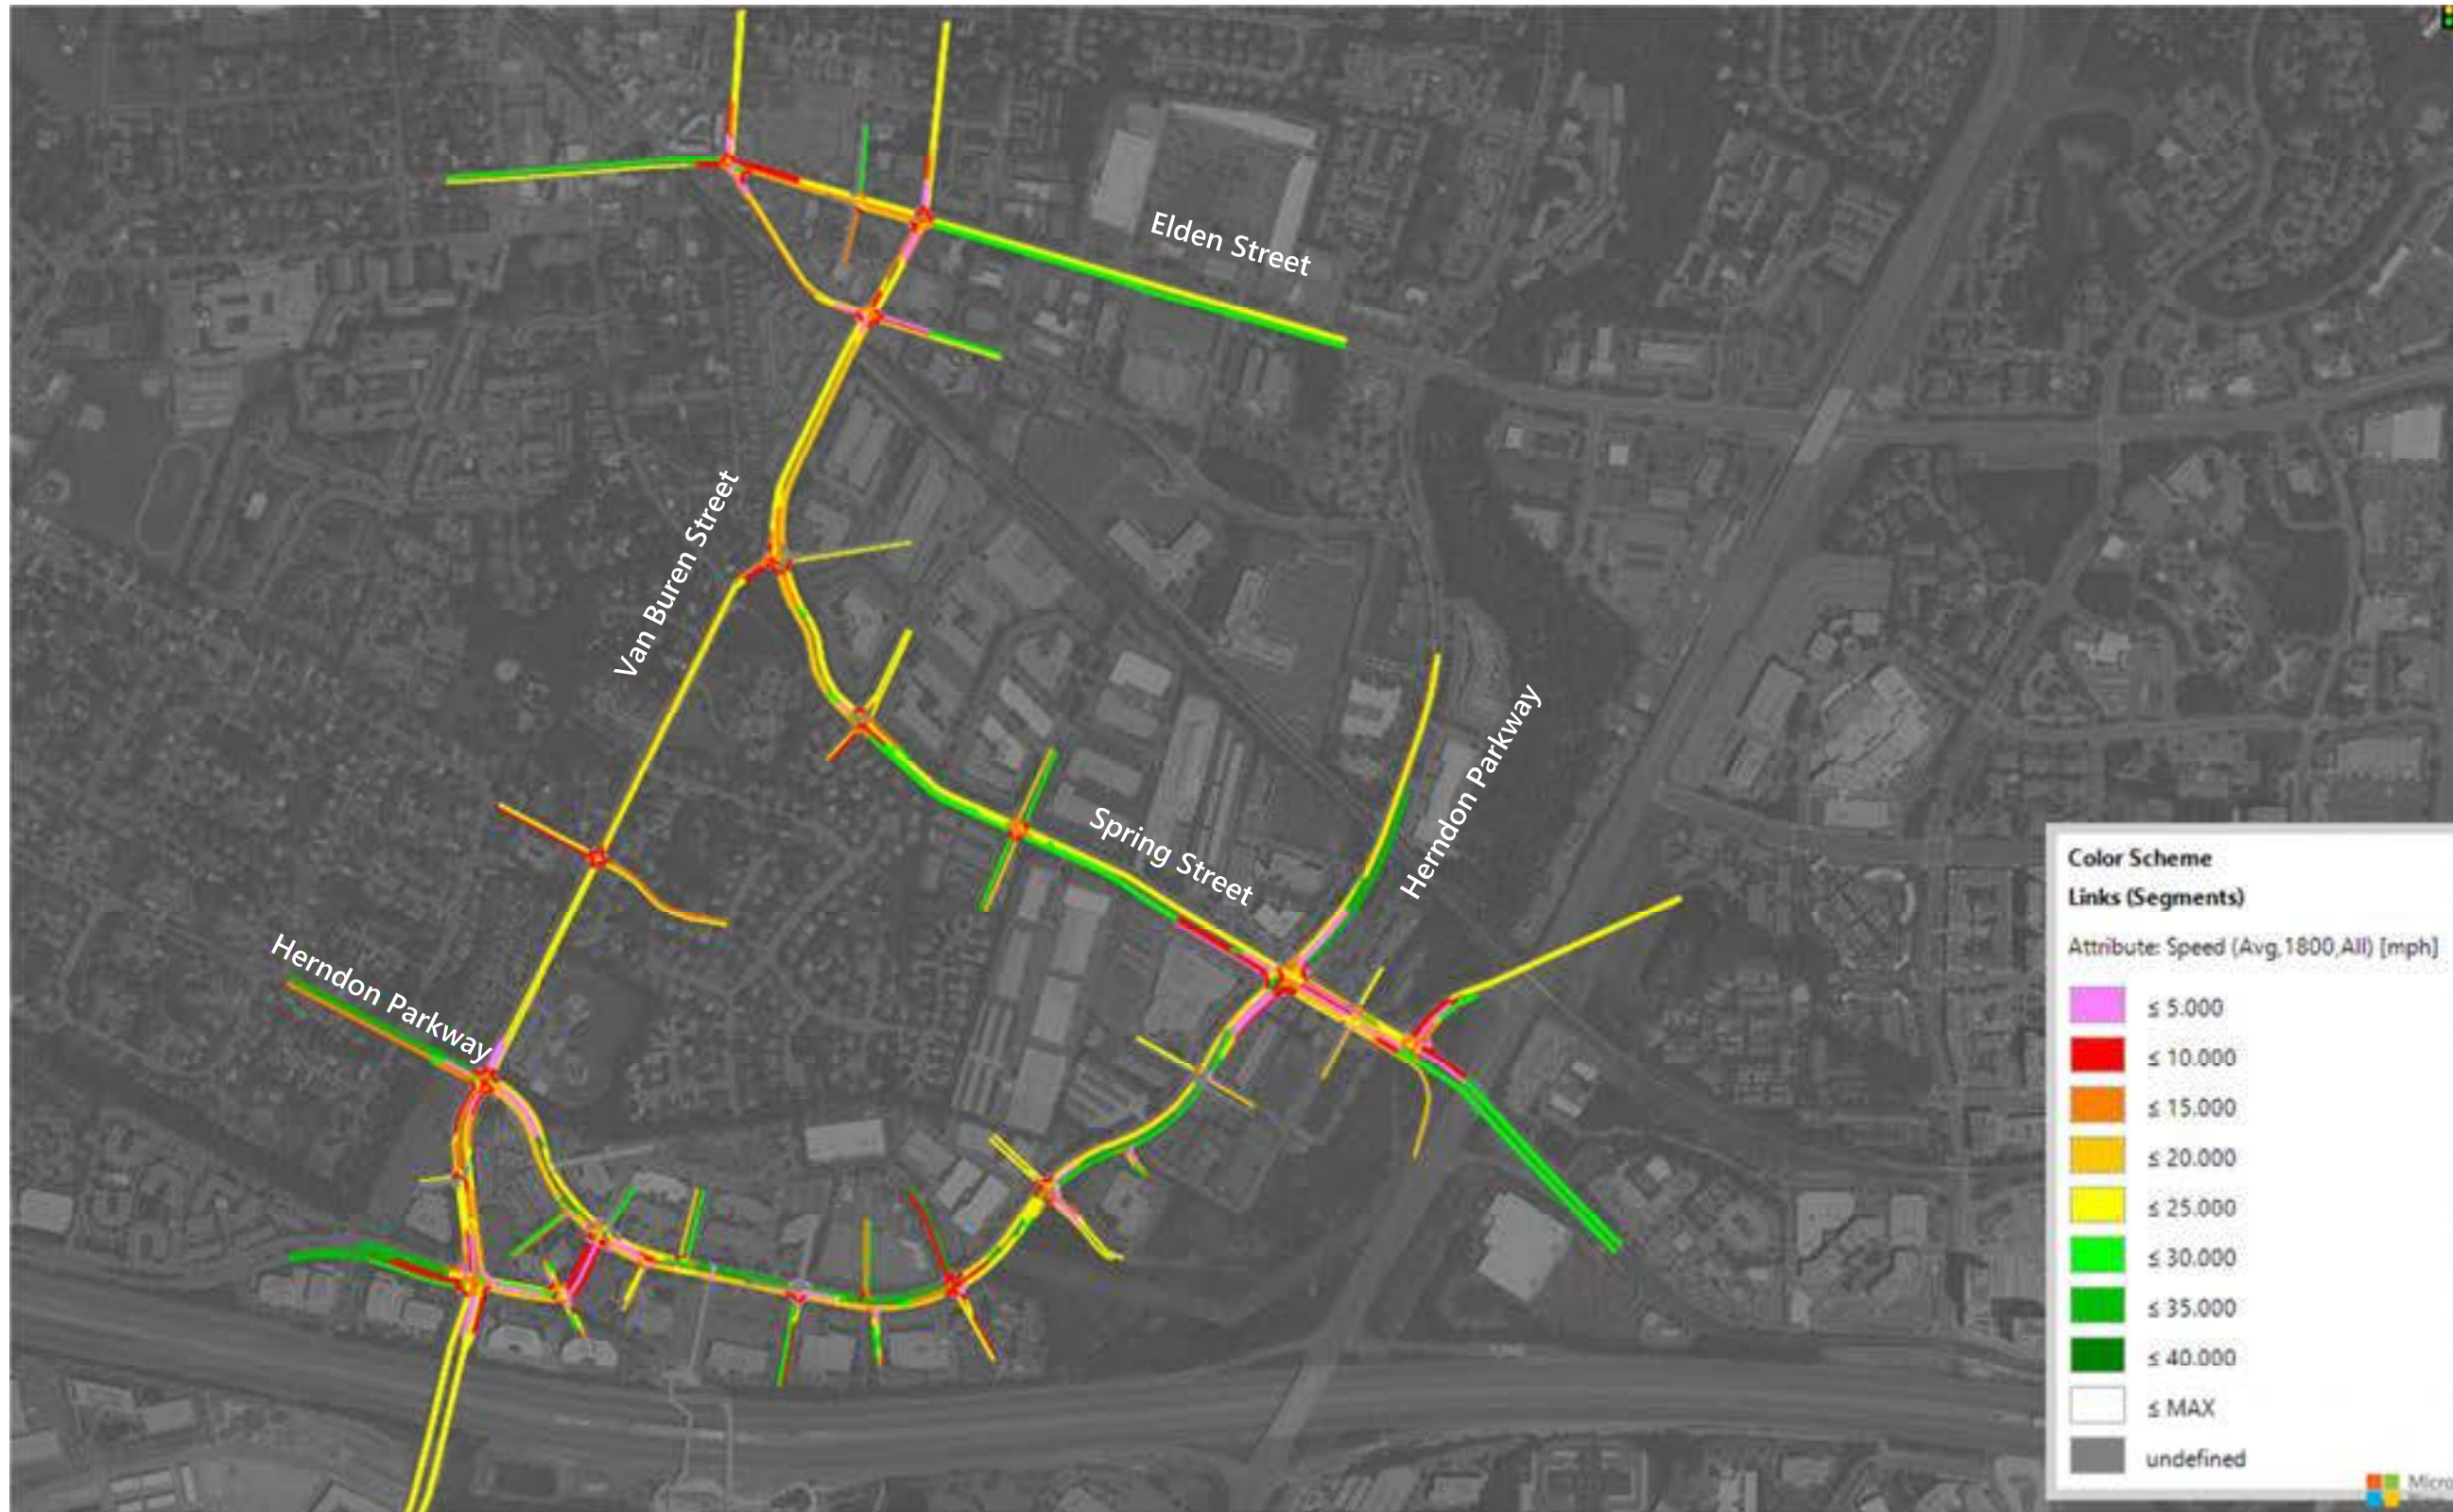 Elden Street
Van Buren Street
Herndon Parkway
Spring Street
Herndon Parkway
Color Scheme
Links (Segments)
Attribute: Speed (Avg,1800,All) [mph]
≤ 5.000
≤ 10.000
≤ 15.000
≤ 20.000
≤ 25.000
≤ 30.000
≤ 35.000
≤ 40.000
≤ MAX
undefined
Micro